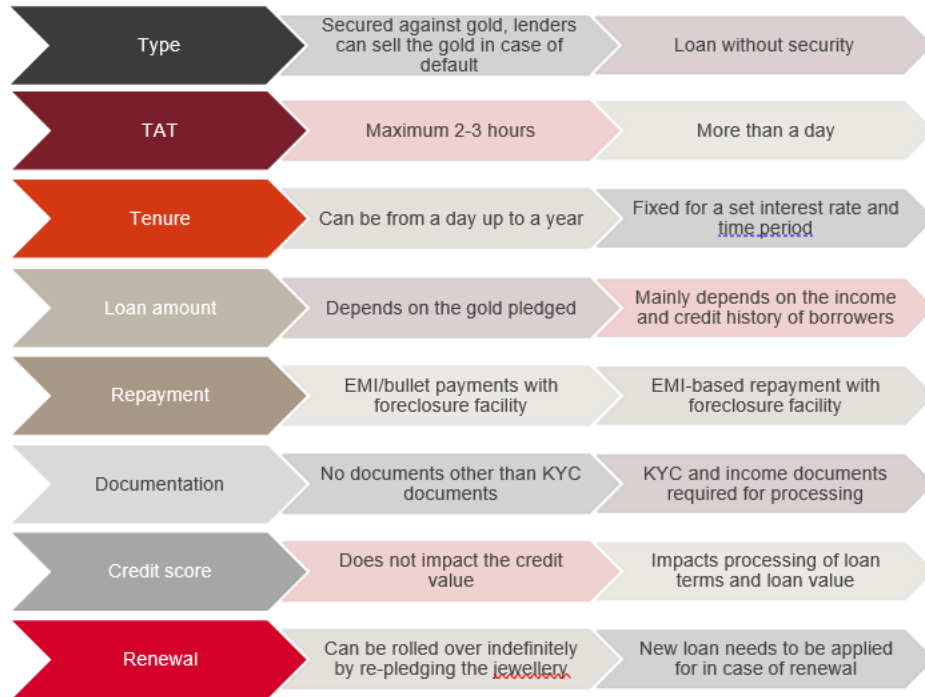 Type
Secured against gold, lenders
can sell the gold in case of
default
Loan without security
TAT
Maximum 2-3 hours
More than a day
Tenure
Can be from a day up to a year
Fixed for a set interest rate and
time period
Loan amount
Depends on the gold pledged
Mainly depends on the income
and credit history of borrowers
Repayment
EMI/bullet payments with
foreclosure facility
EMI-based repayment with
foreclosure facility
Documentation
No documents other than KYC
documents
KYC and income documents
required for processing
Credit score
Does not impact the credit
value
Impacts processing of loan
terms and loan value
Renewal
Can be rolled over indefinitely
by re-pledging the jewellery
New loan needs to be applied
for in case of renewal